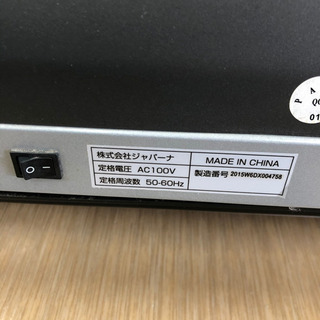 株式会社ジャパーナ
MADE IN CHINA
定格電圧 AC100V
製造番号 2015W6DX004758
定格周波数 50-60Hz
P
01